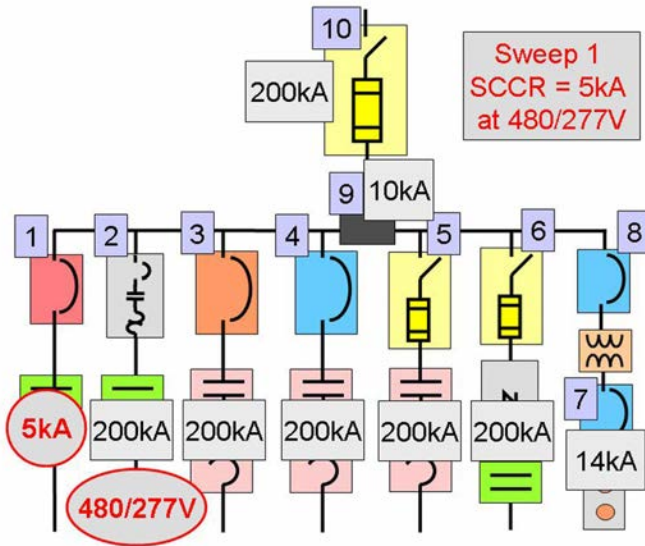 10
200kA
Sweep 1
SCCR = 5kA
at 480/277V
9
10kA
1
2
3
4
5
6
8
7
5kA
200kA
200kA
200kA
200kA
200kA
14kA
480/277V